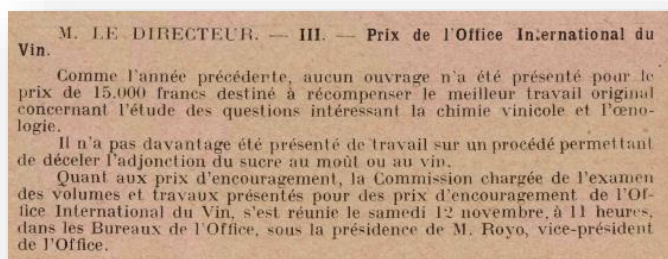 M. LE DIRECTEUR. — III. — Prix de l'Office International du
Vin.
Comme l'année précédente, aucun ouvrage n'a été présenté pour le
prix de 15.000 francs destiné à récompenser le meilleur travail original
concernant l'étude des questions intéressant la chimie vinicole et l'œno-
logie.
Il n'a pas davantage été présenté de travail sur un procédé permettant
de déceler l'adjonction du sucre au moût ou au vin.
Quant aux prix d'encouragement, la Commission chargée de l'examen
des volumes et travaux présentés pour des prix d'encouragement de l'Of-
fice International du Vin, s'est réunie le samedi 12 novembre, à 11 heures,
dans les Bureaux de l'Office, sous la présidence de M. Royo, vice-président
de l'Office.